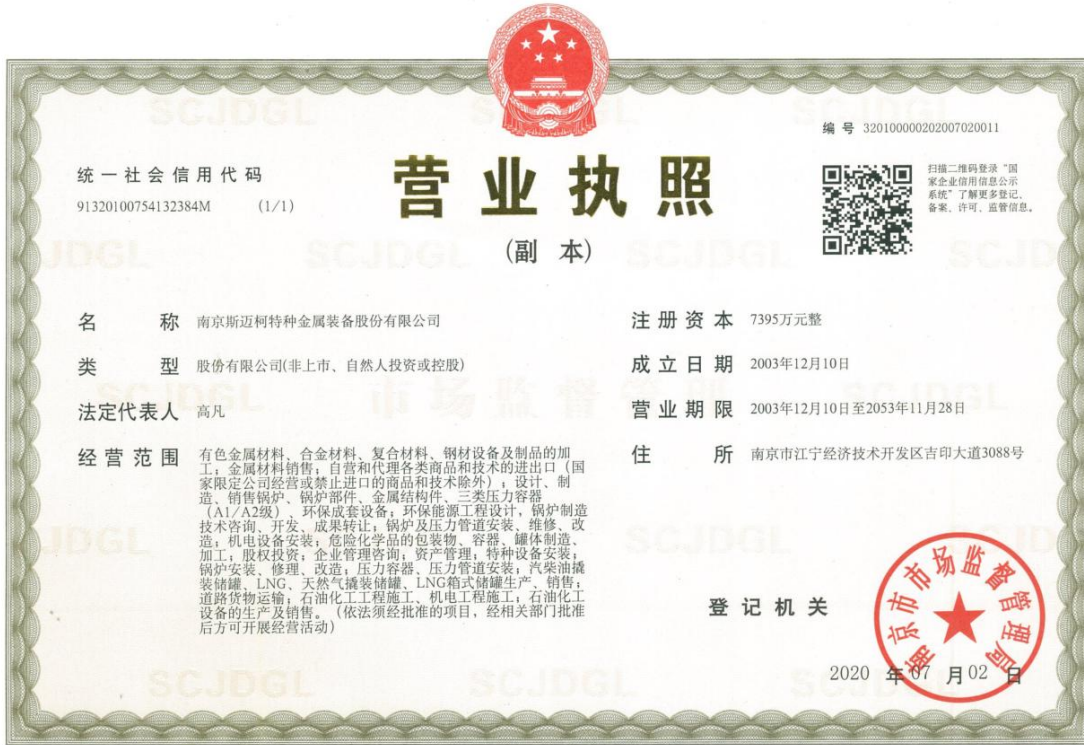 编 号 320100000202007020011
统一社会信用代码
91320100754132384M (1/1)
营业执照
(副 本)
扫描二维码登录“国
家企业信用信息公示
系统”了解更多登记、
备案、许可、监管信息。
名 称 南京斯迈柯特种金属装备股份有限公司
类 型 股份有限公司(非上市、自然人投资或控股)
法定代表人 高凡
经营范围 有色金属材料、合金材料、复合材料、钢材设备及制品的加
工；金属材料销售；自营和代理各类商品和技术的进出口（国
家限定公司经营或禁止进口的商品和技术除外）；设计、制
造、销售锅炉、锅炉部件、金属结构件、三类压力容器
（A1/A2级）、环保成套设备；环保能源工程设计，锅炉制造
技术咨询、开发、成果转让；锅炉及压力管道安装、维修、改
造；机电设备安装；危险化学品的包装物、容器、罐体制造、
加工，股权投资；企业管理咨询；资产管理；特种设备安装；
锅炉安装、修理、改造；压力容器、压力管道安装；汽柴油撬
装储罐、LNG、天然气撬装储罐、LNG箱式储罐生产、销售；
道路货物运输；石油化工工程施工、机电工程施工；石油化工
设备的生产及销售。（依法须经批准的项目，经相关部门批准
后方可开展经营活动）
注册资本 7395万元整
成立日期 2003年12月10日
营业期限 2003年12月10日至2053年11月28日
住 所 南京市江宁经济技术开发区吉印大道3088号
登记机关
南京市市场监督管理局
2020 年 07 月 02 日
SCJDGL
市场监督管理